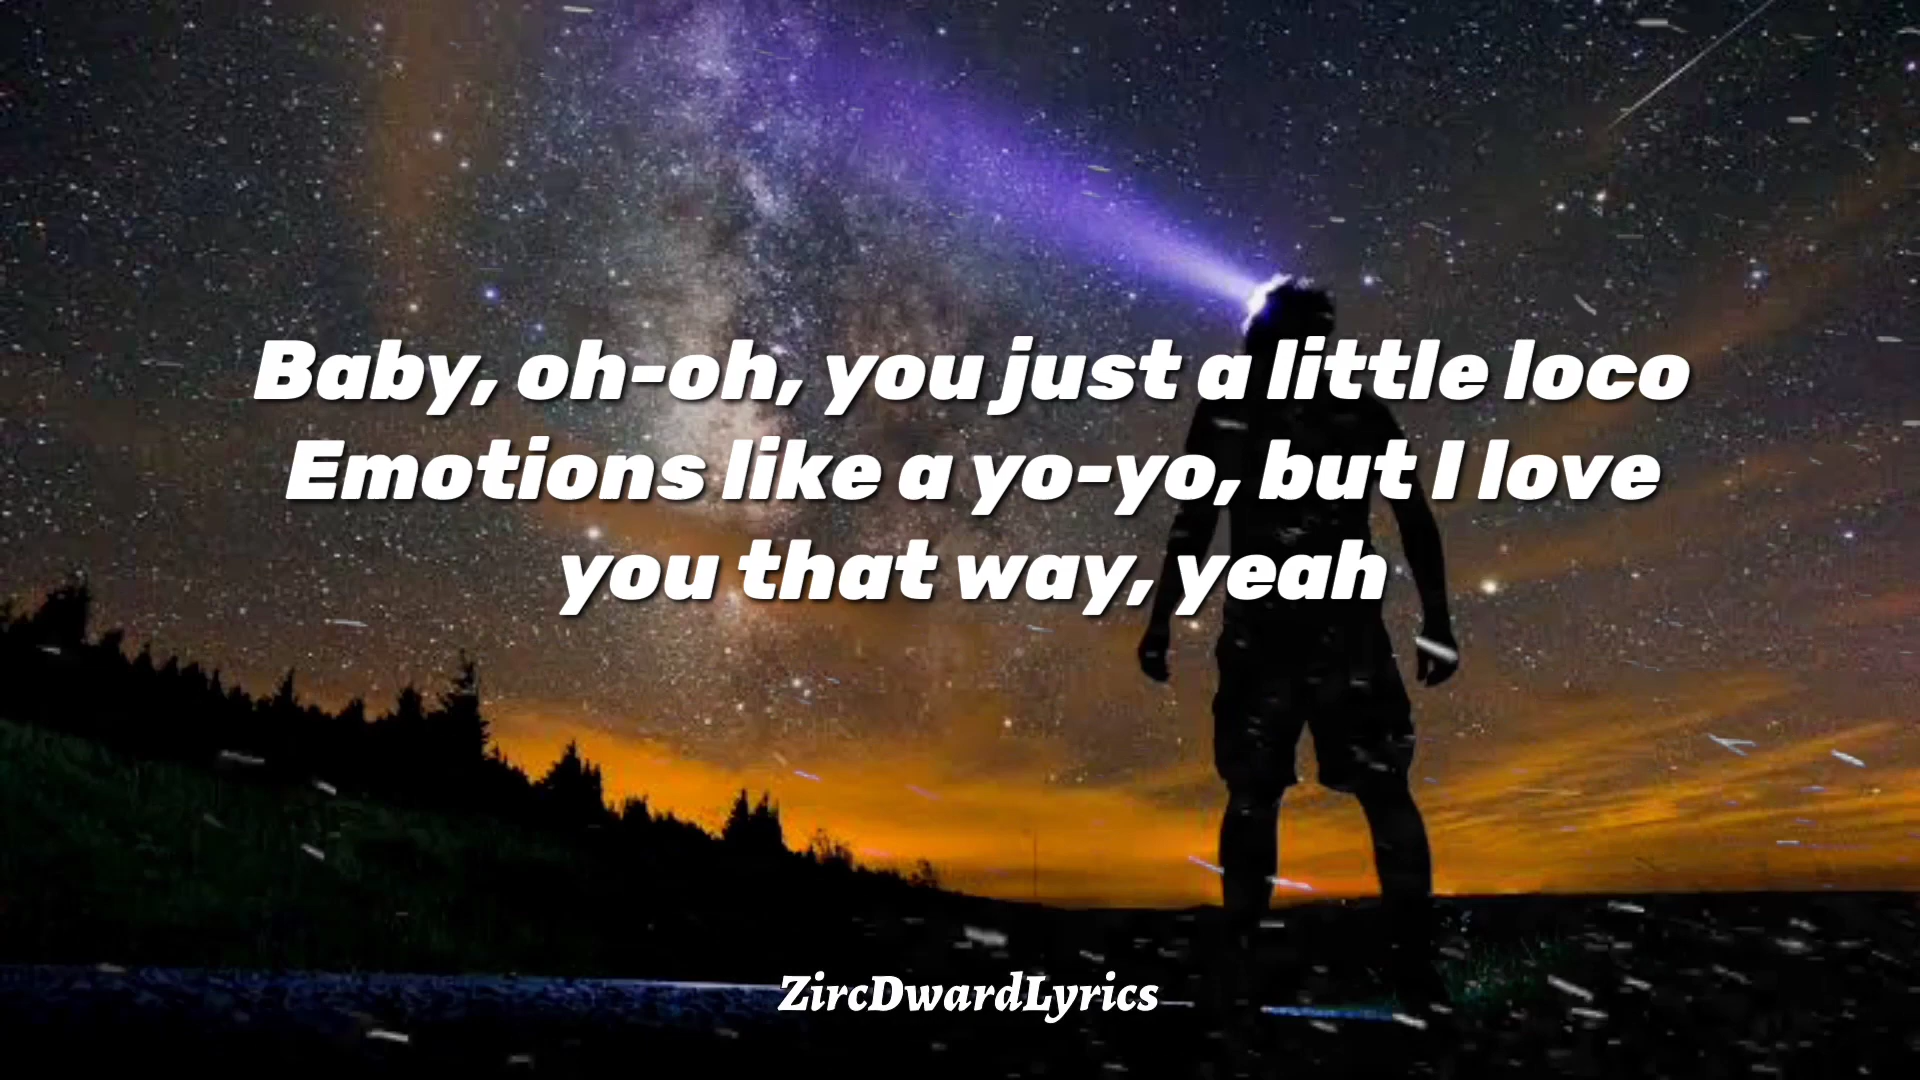 Baby, oh-oh, you just a little loco
Emotions like a yo-yo, but I love
you that way, yeah
ZircDwardLyrics